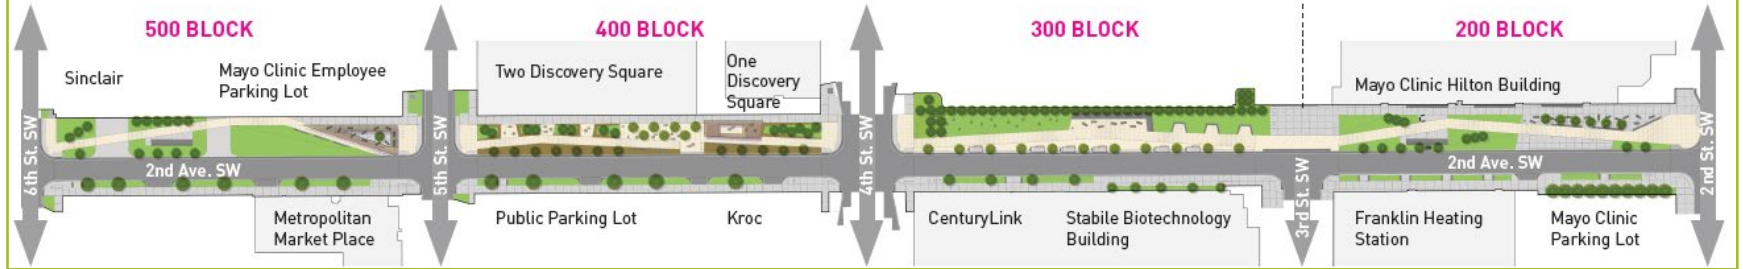 500 BLOCK
400 BLOCK
300 BLOCK
200 BLOCK
Sinclair
Mayo Clinic Employee
Parking Lot
Two Discovery Square
One
Discovery
Square
Mayo Clinic Hilton Building
6th St. SW
5th St. SW
4th St. SW
3rd St. SW
2nd St. SW
2nd Ave. SW
2nd Ave. SW
Metropolitan
Market Place
Public Parking Lot
Kroc
CenturyLink
Stabile Biotechnology
Building
Franklin Heating
Station
Mayo Clinic
Parking Lot